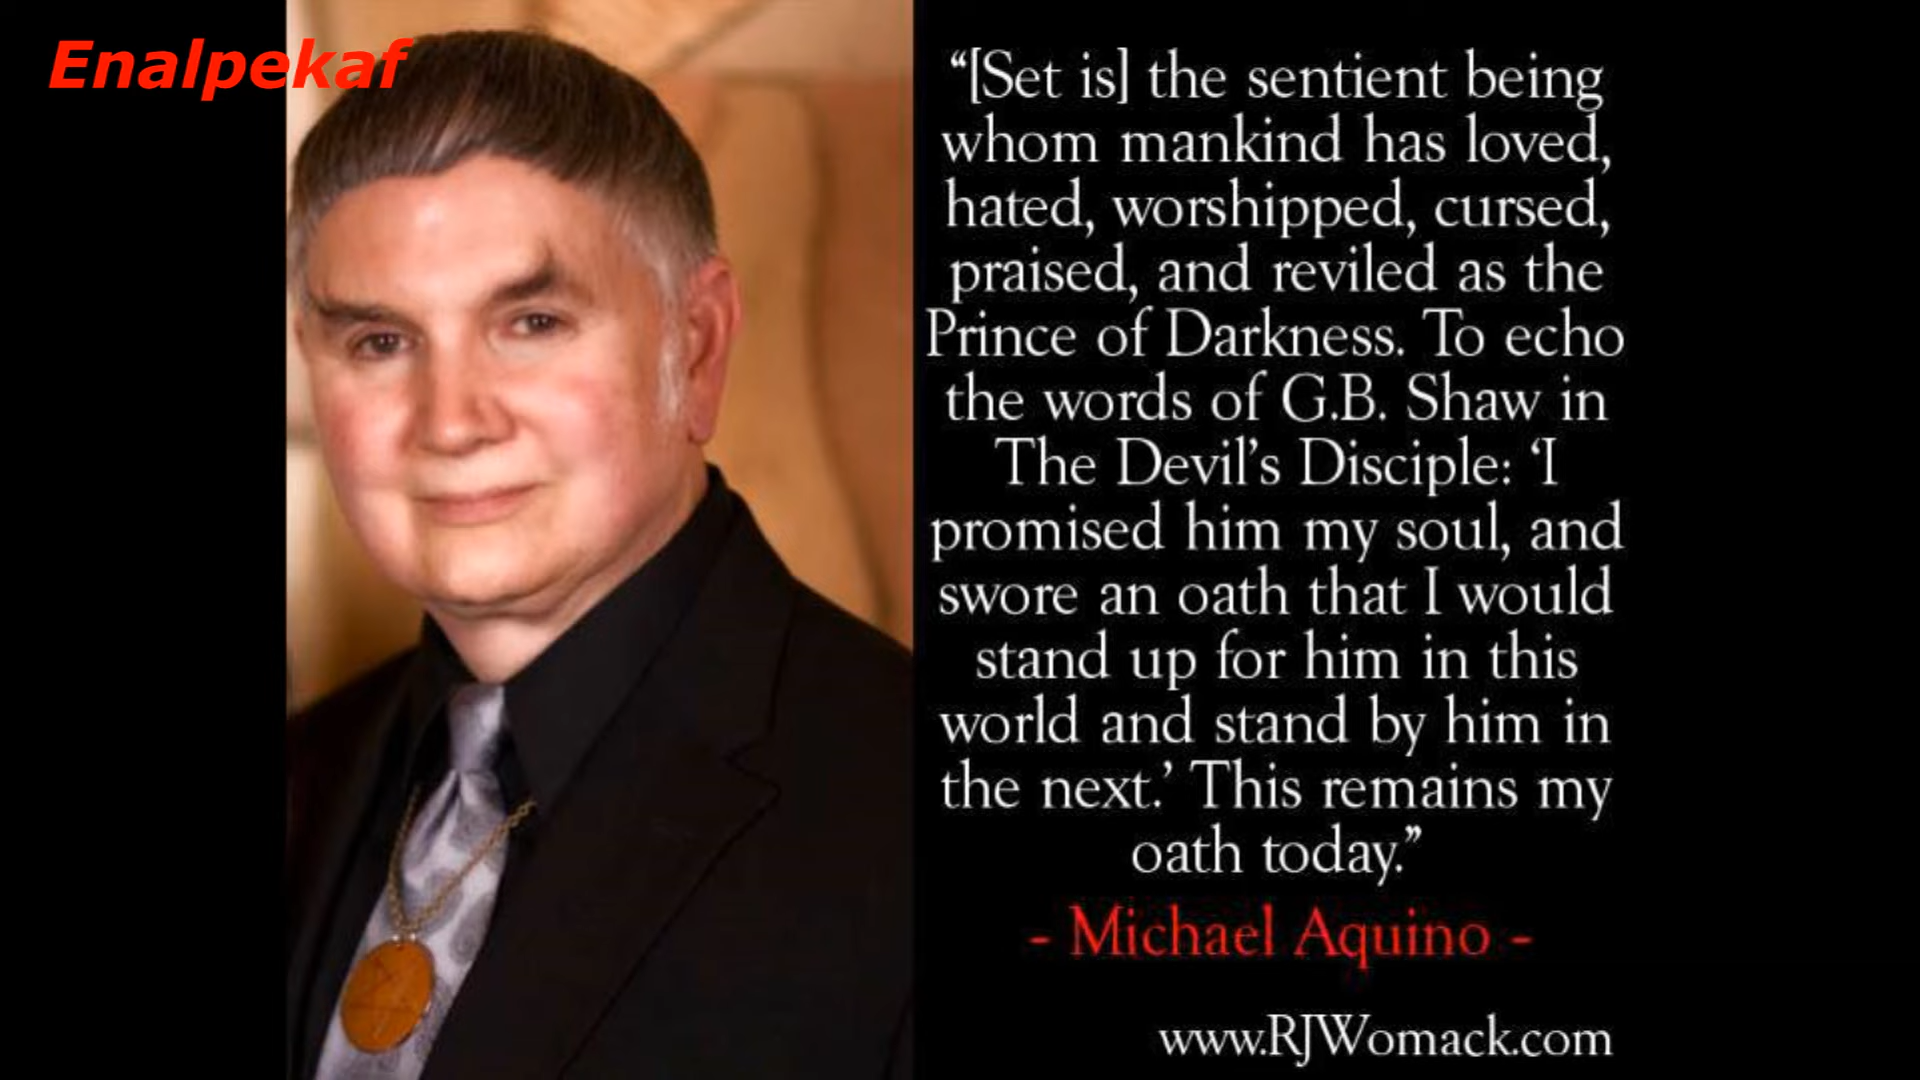 Enalpekaf
“[Set is] the sentient being
whom mankind has loved,
hated, worshipped, cursed,
praised, and reviled as the
Prince of Darkness. To echo
the words of G.B. Shaw in
The Devil’s Disciple: ‘I
promised him my soul, and
swore an oath that I would
stand up for him in this
world and stand by him in
the next.’ This remains my
oath today.”
- Michael Aquino -
www.RJWomack.com